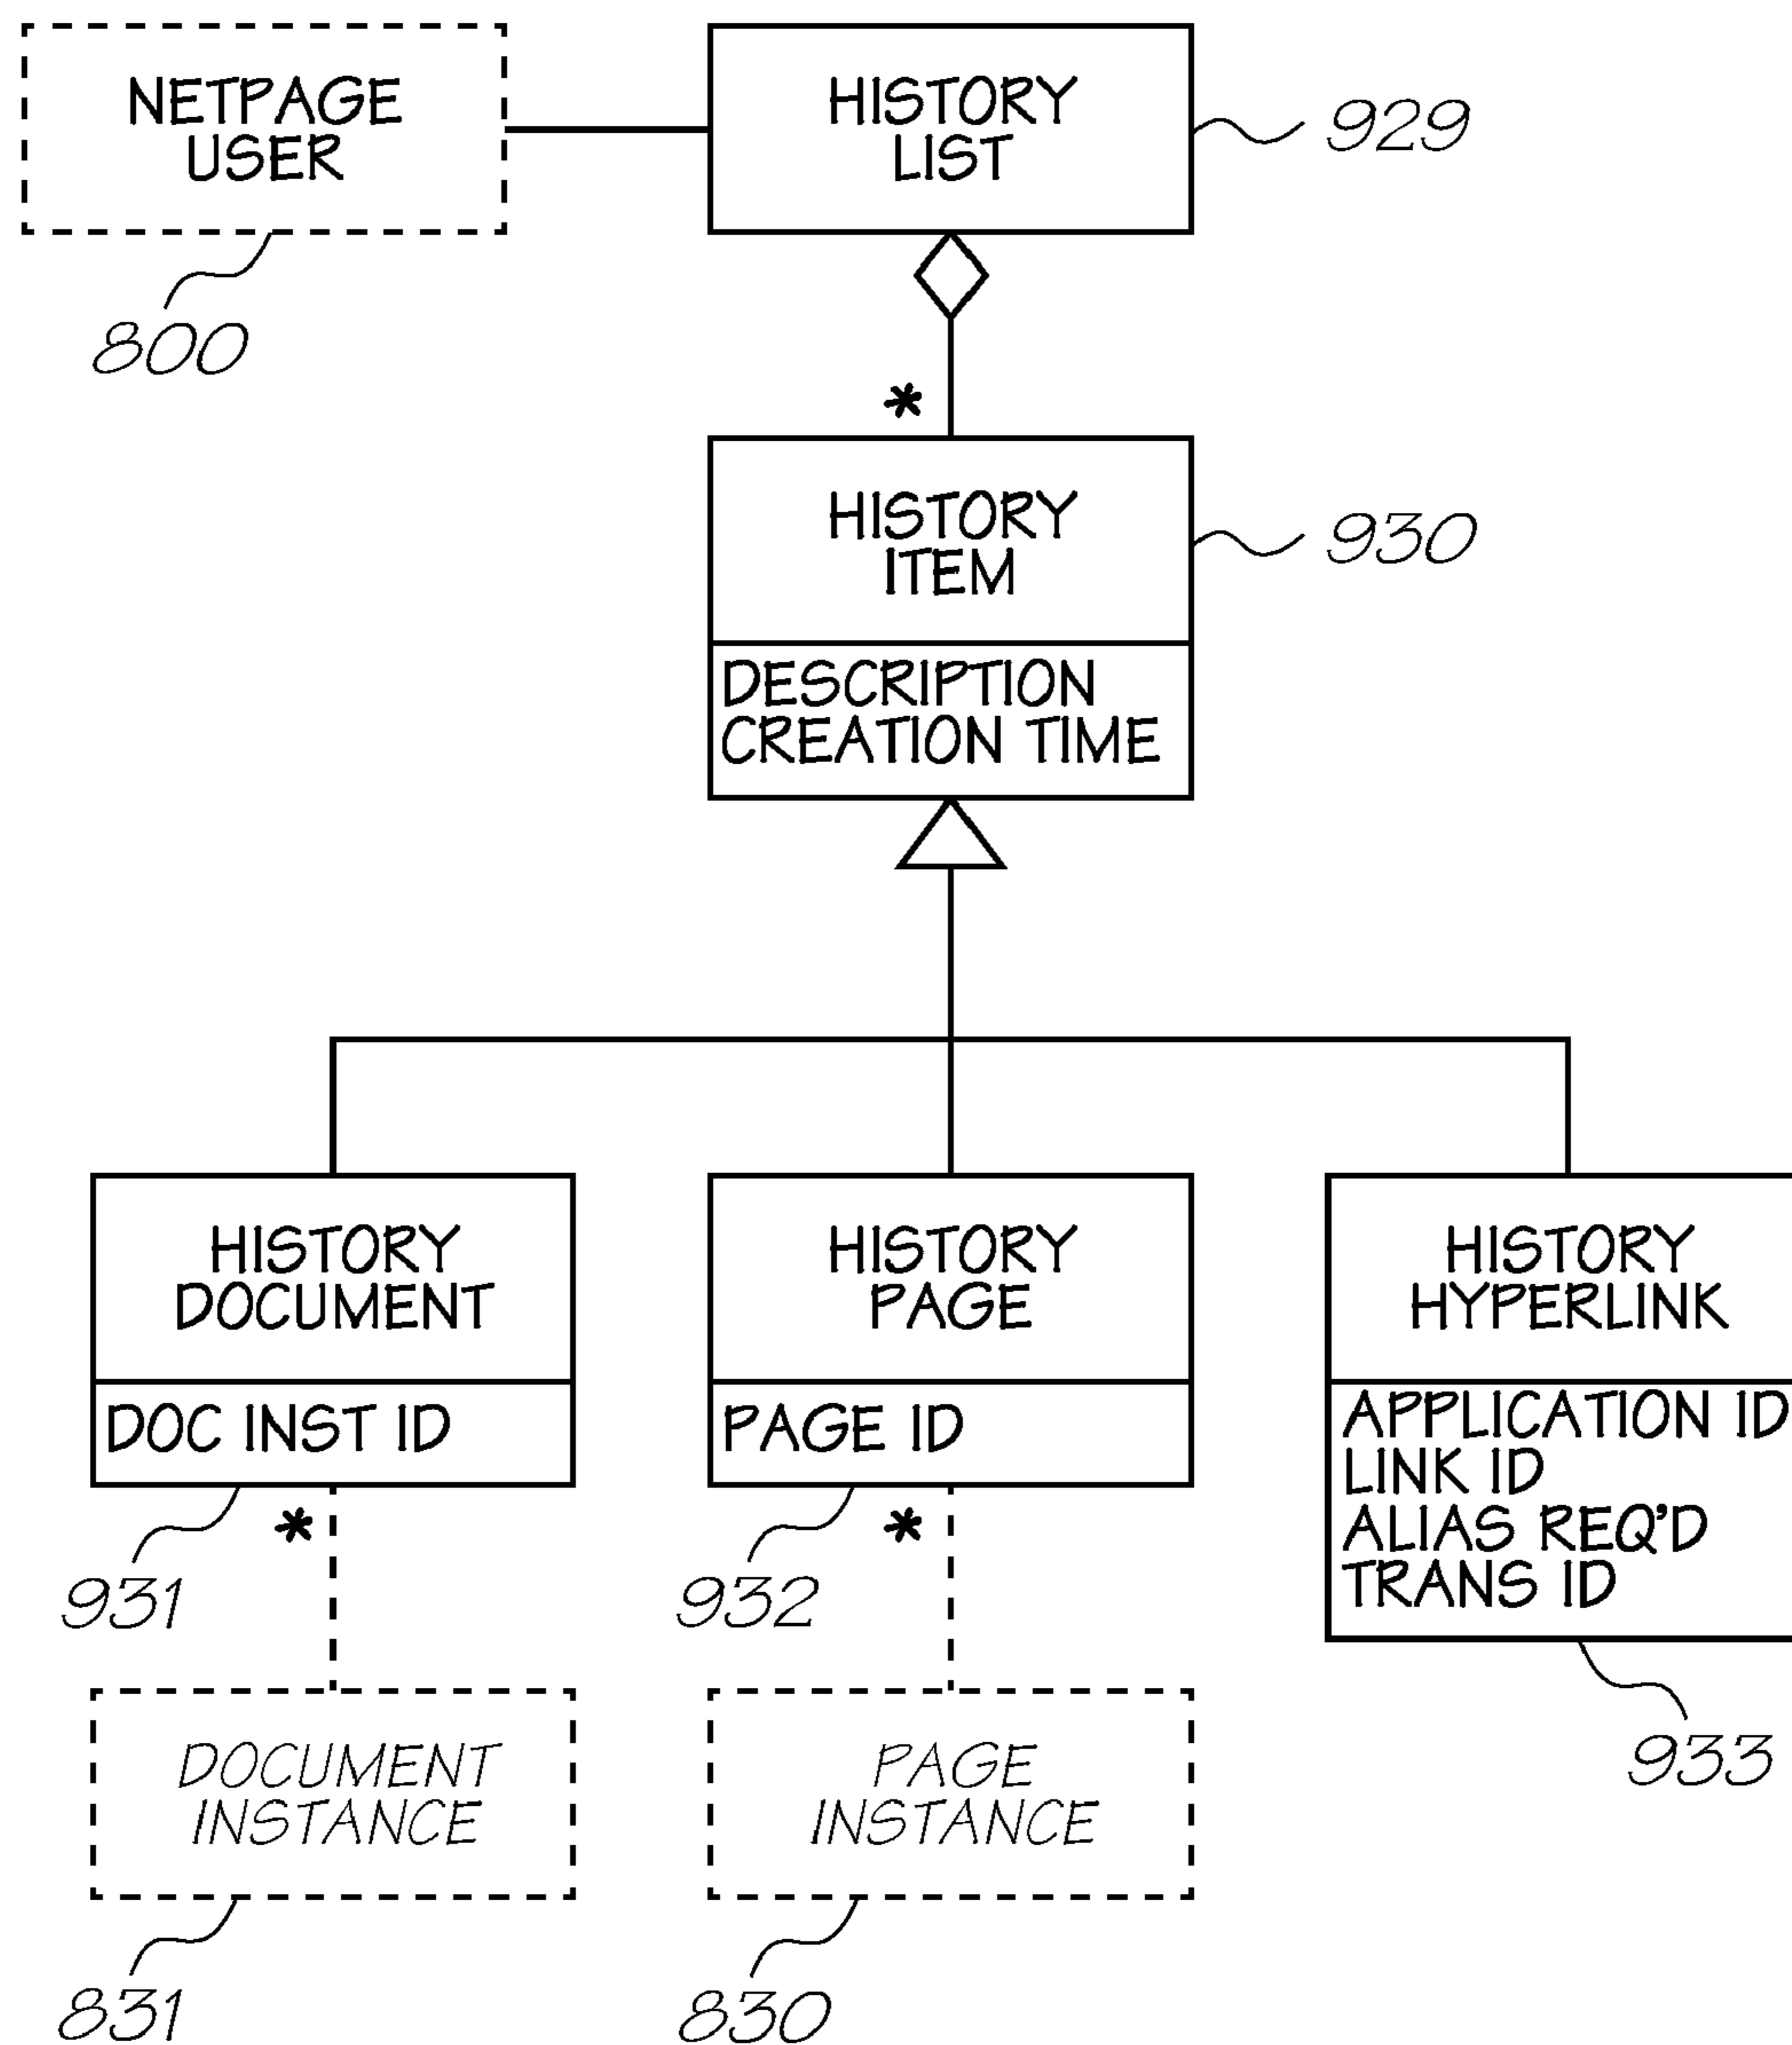 NETPAGE
USER
HISTORY
LIST
929
800
*
HISTORY
ITEM
930
DESCRIPTION
CREATION TIME
HISTORY
DOCUMENT
DOC INST ID
HISTORY
PAGE
PAGE ID
HISTORY
HYPERLINK
APPLICATION ID
LINK ID
ALIAS REQ'D
TRANS ID
*
931
*
932
933
DOCUMENT
INSTANCE
PAGE
INSTANCE
831
830